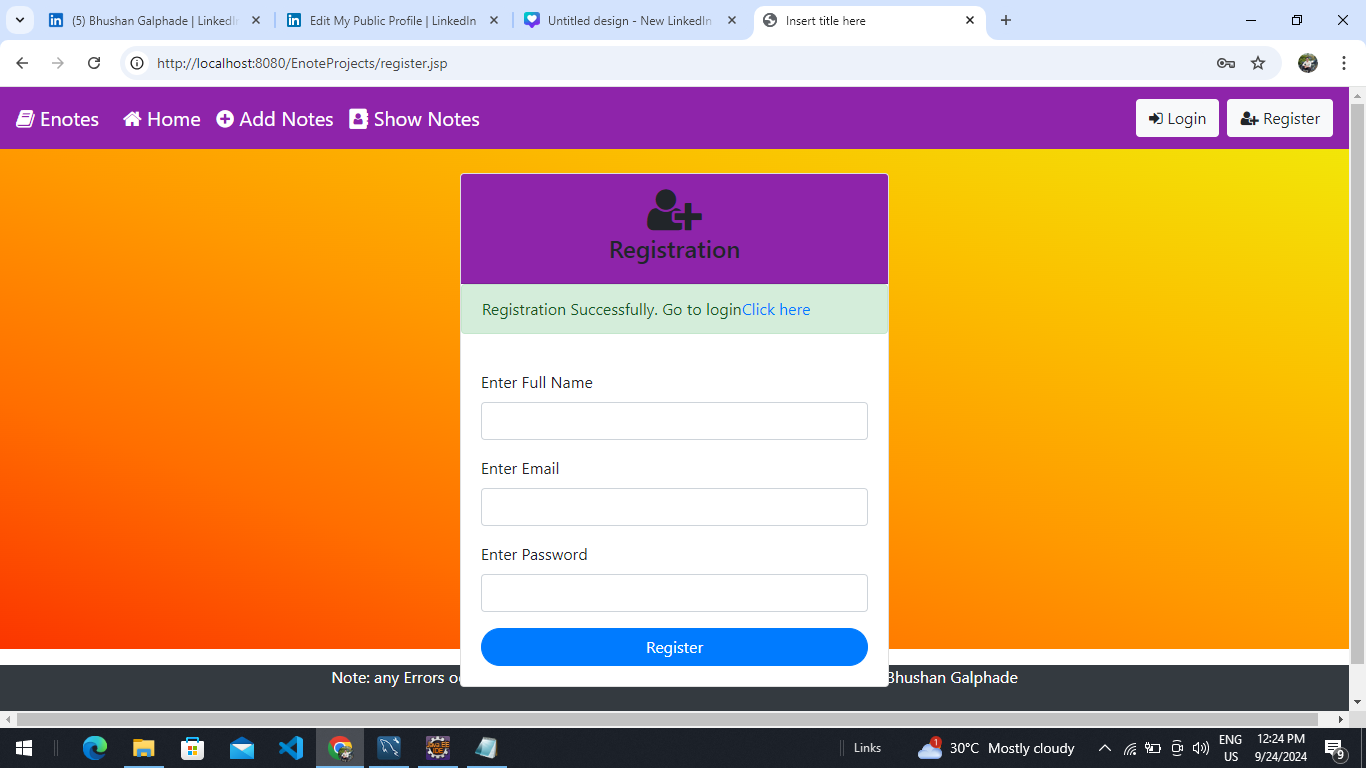 (5) Bhushan Galphade | LinkedIn
Edit My Public Profile | LinkedIn
Untitled design - New LinkedIn
Insert title here
http://localhost:8080/EnoteProjects/register.jsp
Enotes Home Add Notes Show Notes Login Register
Registration
Registration Successfully. Go to loginClick here
Enter Full Name
Enter Email
Enter Password
Register
Note: any Errors Bhushan Galphade
Links
1
30°C Mostly cloudy
ENG
US
12:24 PM
9/24/2024
9